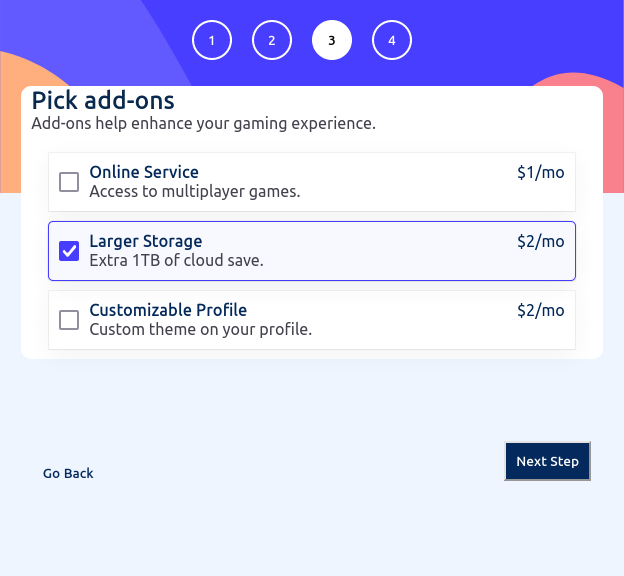 1 2 3 4
Pick add-ons
Add-ons help enhance your gaming experience.
Online Service $1/mo
Access to multiplayer games.
Larger Storage $2/mo
Extra 1TB of cloud save.
Customizable Profile $2/mo
Custom theme on your profile.
Next Step
Go Back